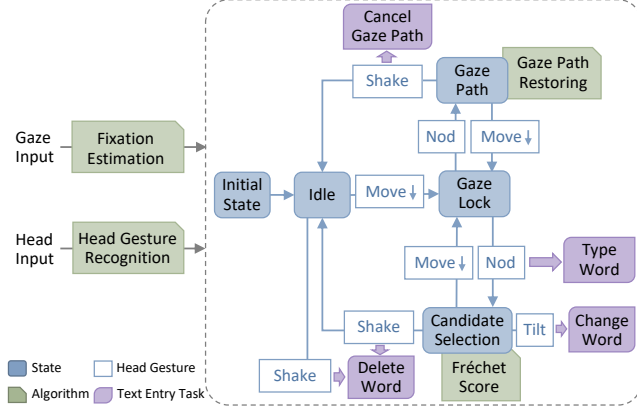 Cancel
Gaze Path
Shake
Gaze
Path
Gaze Path
Restoring
Gaze
Input
Fixation
Estimation
Nod
Move↓
Initial
State
Idle
Move↓
Gaze
Lock
Head
Input
Head Gesture
Recognition
Move↓
Nod
Type
Word
Shake
Candidate
Selection
Tilt
Change
Word
Shake
Delete
Word
Fréchet
Score
State
Head Gesture
Algorithm
Text Entry Task